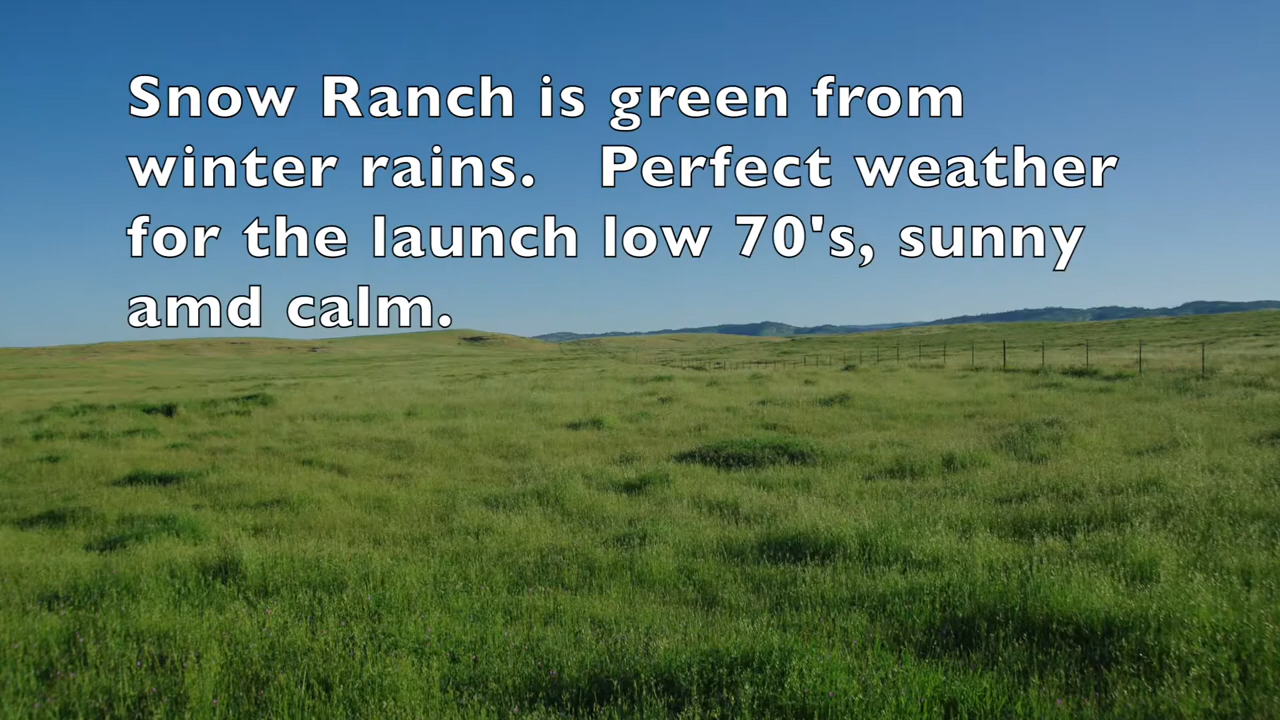 Snow Ranch is green from
winter rains.   Perfect weather
for the launch low 70's, sunny
amd calm.